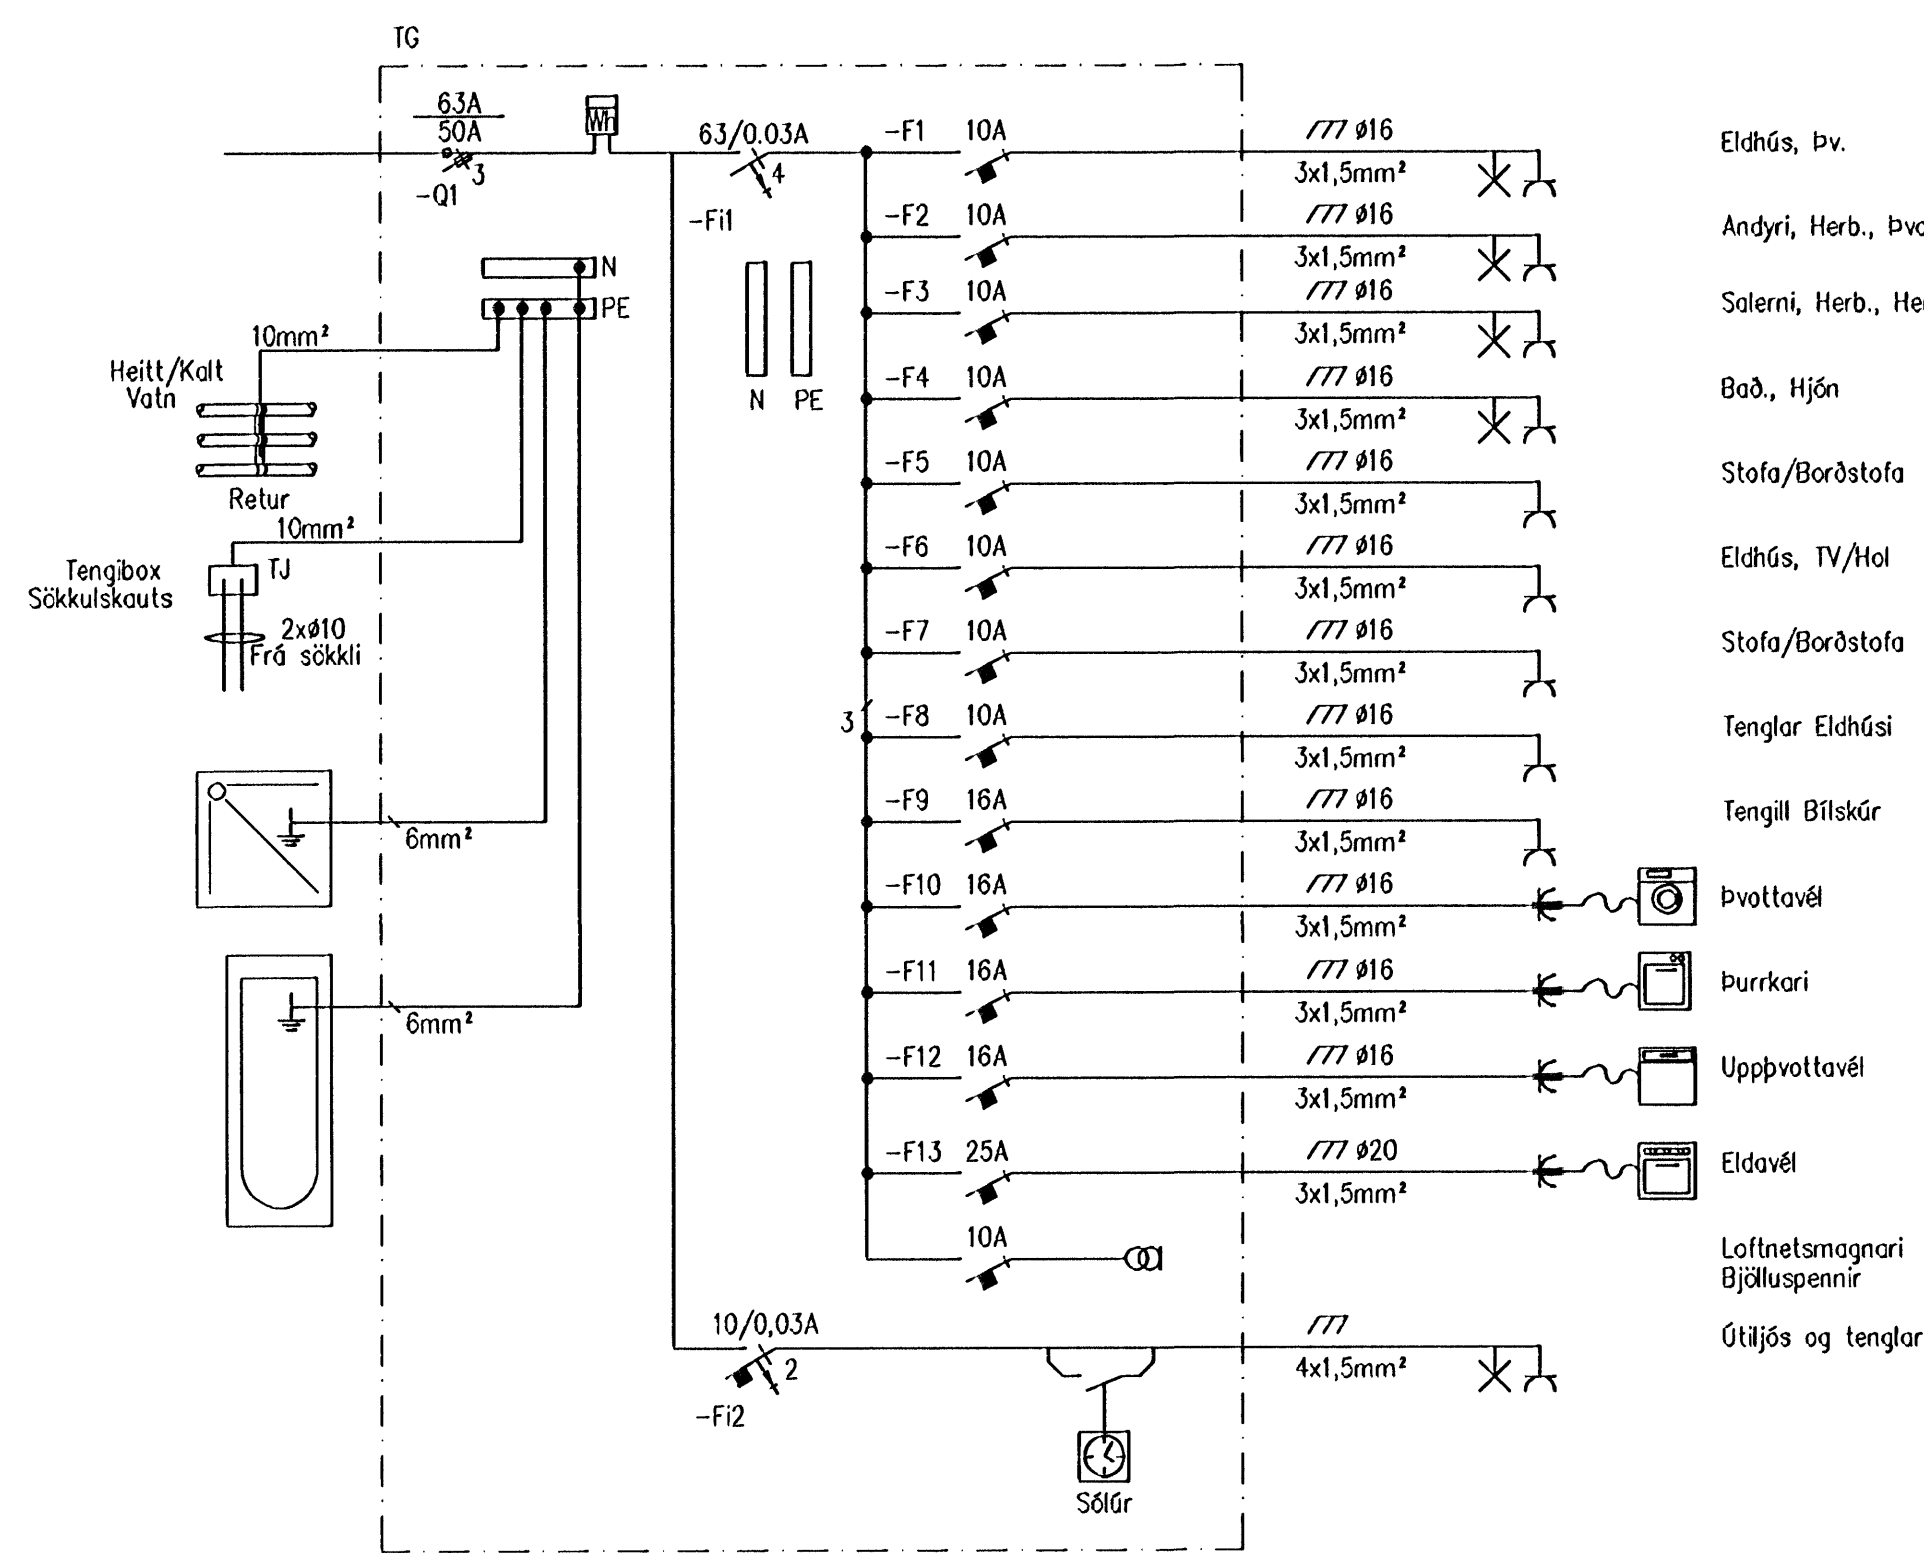 TG
63A
50A
3
-Q1
Wh
63/0.03A
4
-Fi1
N
PE
N PE
10mm²
Heitt/Kalt
Vatn
Retur
10mm²
Tengibox
Sökkulskauts
TJ
2xø10
Frá sökkli
6mm²
6mm²
3
-F1 10A ø16 Eldhús, Þv.
3x1,5mm²
-F2 10A ø16 Andyri, Herb.,
3x1,5mm²
-F3 10A ø16 Salerni, Herb.,
3x1,5mm²
-F4 10A ø16 Bað., Hjón
3x1,5mm²
-F5 10A ø16 Stofa/Borðstofa
3x1,5mm²
-F6 10A ø16 Eldhús, TV/Hol
3x1,5mm²
-F7 10A ø16 Stofa/Borðstofa
3x1,5mm²
-F8 10A ø16 Tenglar Eldhúsi
3x1,5mm²
-F9 16A ø16 Tengill Bílskúr
3x1,5mm²
-F10 16A ø16 Þvottavél
3x1,5mm²
-F11 16A ø16 Þurrkari
3x1,5mm²
-F12 16A ø16 Uppþvottavél
3x1,5mm²
-F13 25A ø20 Eldavél
3x1,5mm²
10A
Loftnetsmagnari
Bjölluspennir
10/0,03A
2
-Fi2
4x1,5mm²
Útiljós og tenglar
Sólúr